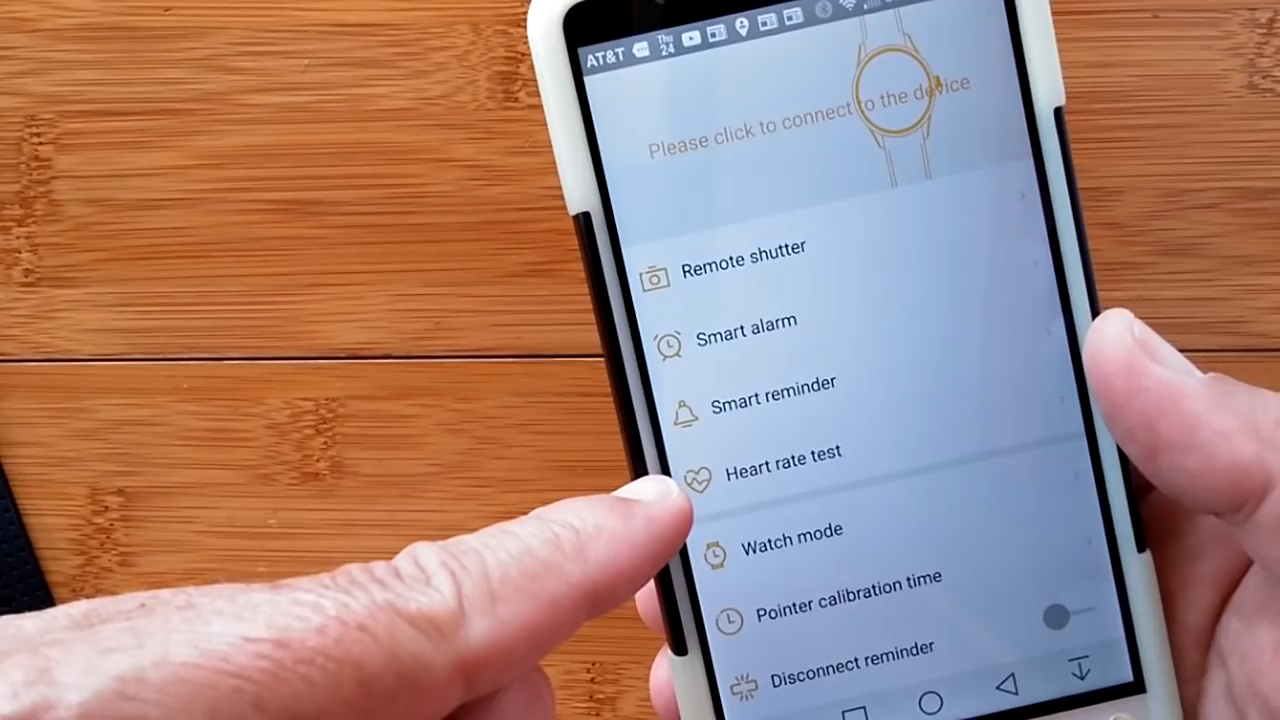 AT&T
Thu
24
Please click to connect to the device
Remote shutter
Smart alarm
Smart reminder
Heart rate test
Watch mode
Pointer calibration time
Disconnect reminder